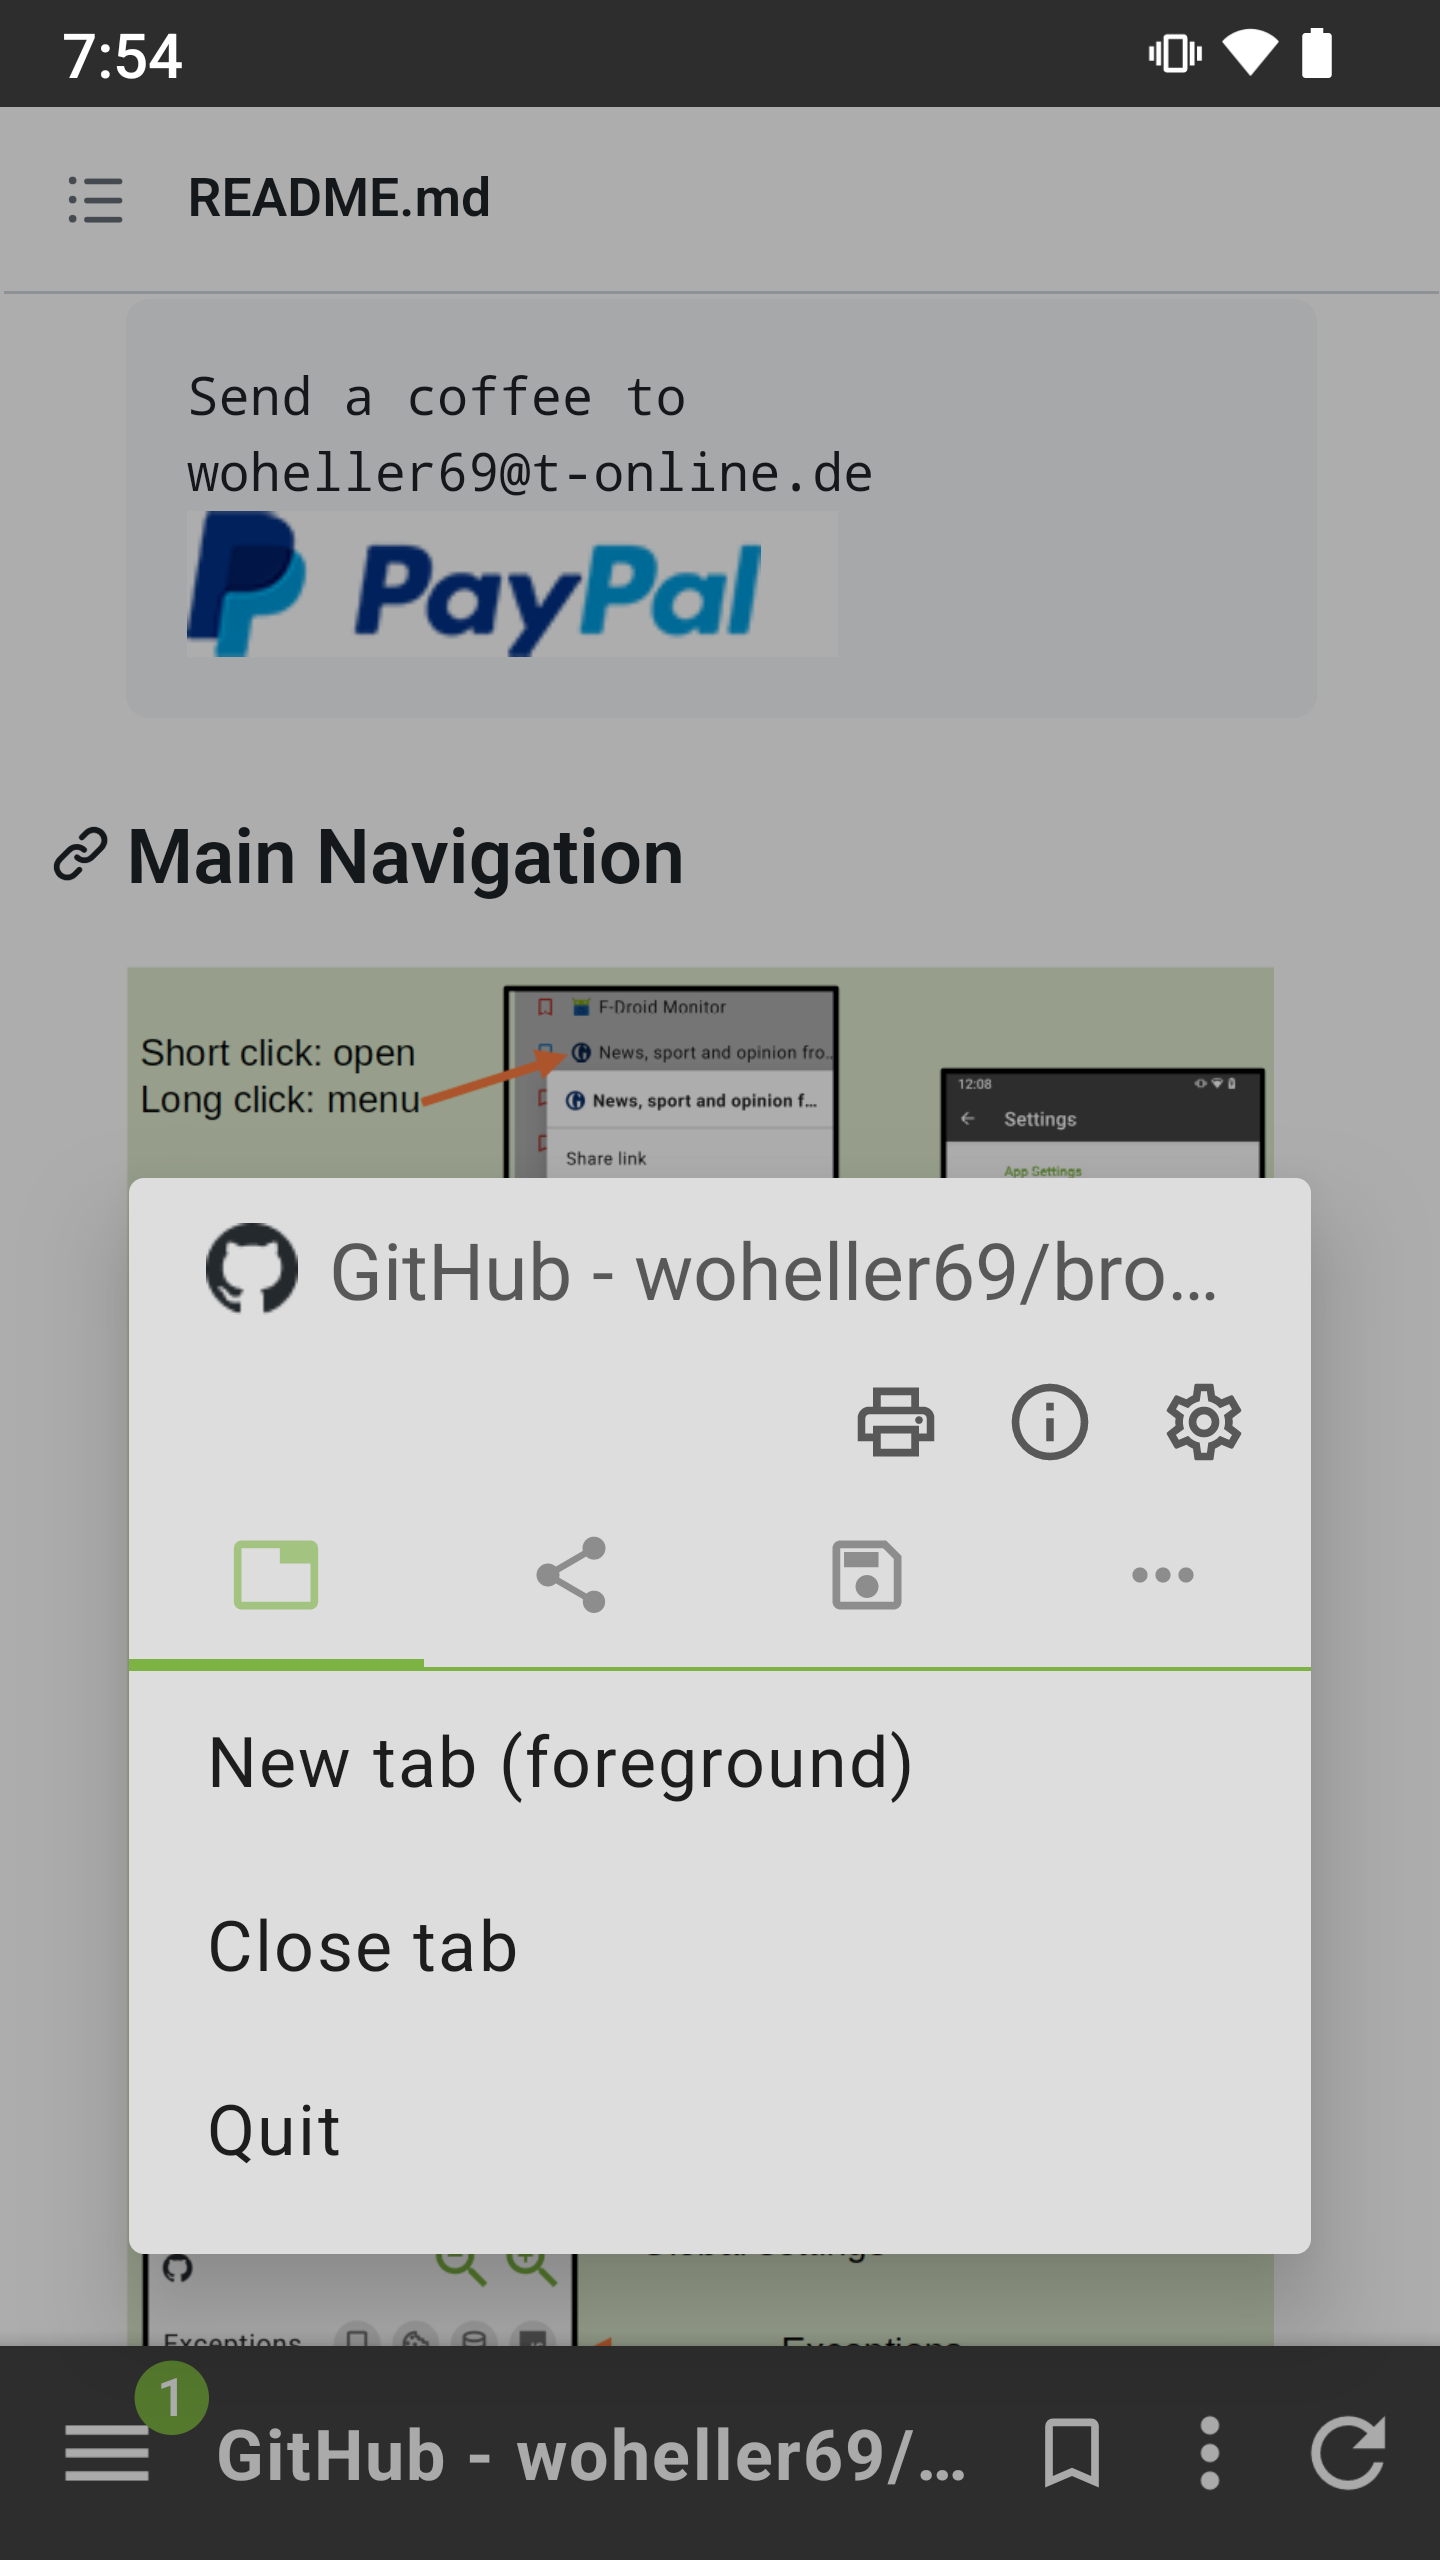 7:54
README.md
Send a coffee to
woheller69@t-online.de
PayPal
Main Navigation
Short click: open
Long click: menu
F-Droid Monitor
News, sport and opinion fro..
News, sport and opinion f...
Share link
12:08
Settings
App Settings
GitHub - woheller69/bro...
New tab (foreground)
Close tab
Quit
Global settings
Exceptions
Exceptions
1
GitHub - woheller69/...